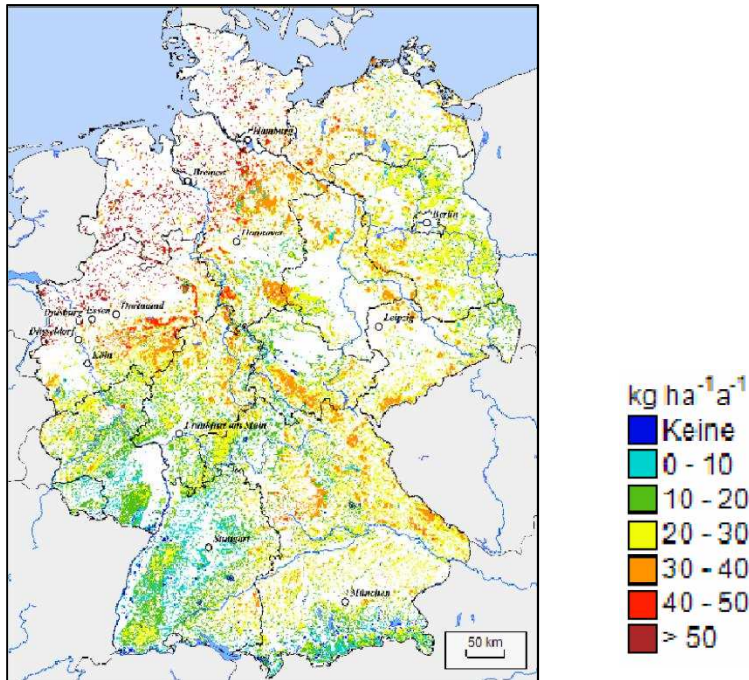 Hamburg
Bremen
Berlin
Hannover
Dortmund
Essen
Duisburg
Düsseldorf
Leipzig
Köln
Frankfurt am Main
Stuttgart
München
50 km
kg ha⁻¹a⁻¹
Keine
0 - 10
10 - 20
20 - 30
30 - 40
40 - 50
> 50